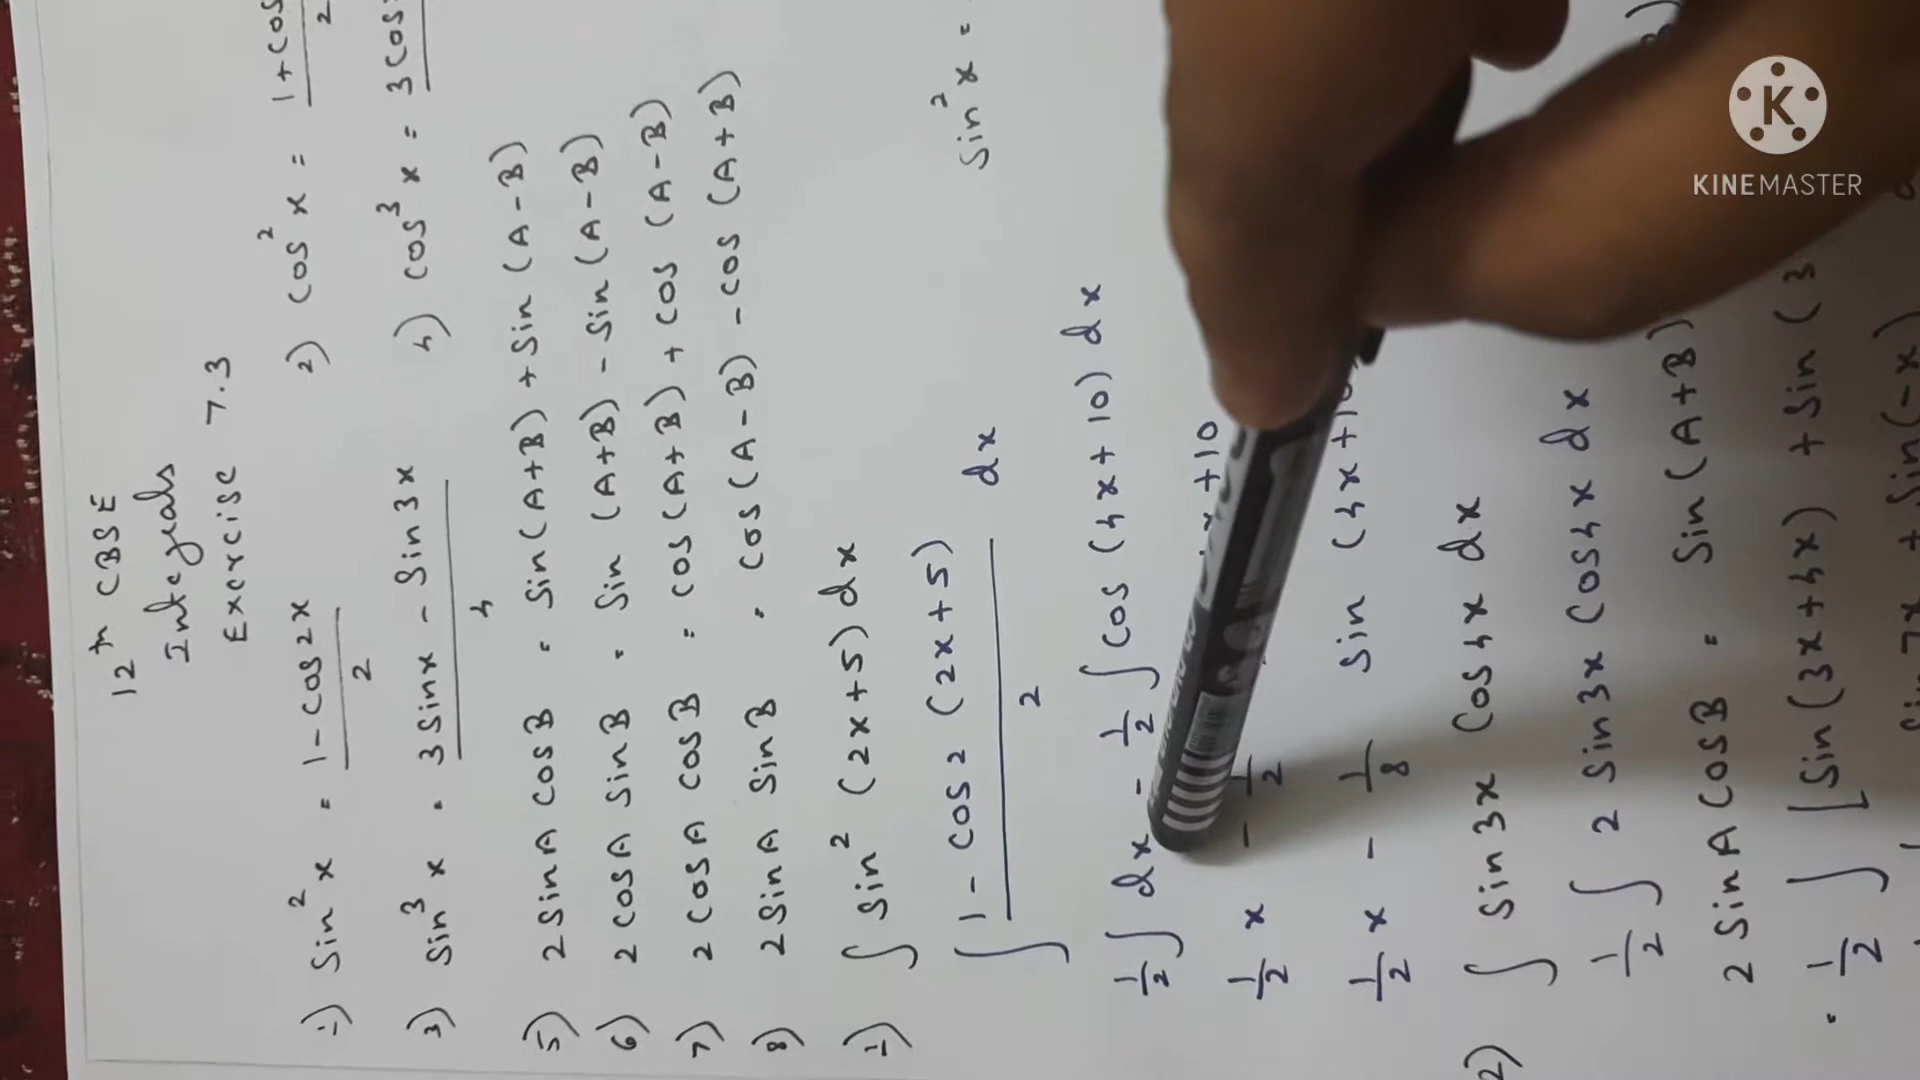 12th CBSE
Integrals
Exercise 7.3
1) Sin² x = 1 - cos 2x / 2 2) cos² x = 1 + cos / 2
3) Sin³ x = 3 Sin x - Sin 3x / 4 4) cos³ x = 3 cos
5) 2 Sin A cos B = Sin (A+B) + Sin (A-B)
6) 2 cos A Sin B = Sin (A+B) - Sin (A-B)
7) 2 cos A cos B = cos (A+B) + cos (A-B)
8) 2 Sin A Sin B = cos (A-B) - cos (A+B)
1) ∫ Sin² (2x+5) dx Sin² x =
∫ 1 - cos 2 (2x+5) / 2 dx
1/2 ∫ dx - 1/2 ∫ cos (4x+10) dx
1/2 x - 1/2 x+10
1/2 x - 1/8 Sin (4x+10
2) ∫ Sin 3x Cos 4x dx
1/2 ∫ 2 Sin 3x Cos 4x dx
2 Sin A Cos B = Sin (A+B)
= 1/2 ∫ [Sin (3x+4x) + Sin (3
Sin 7x + Sin (-x)
KINEMASTER